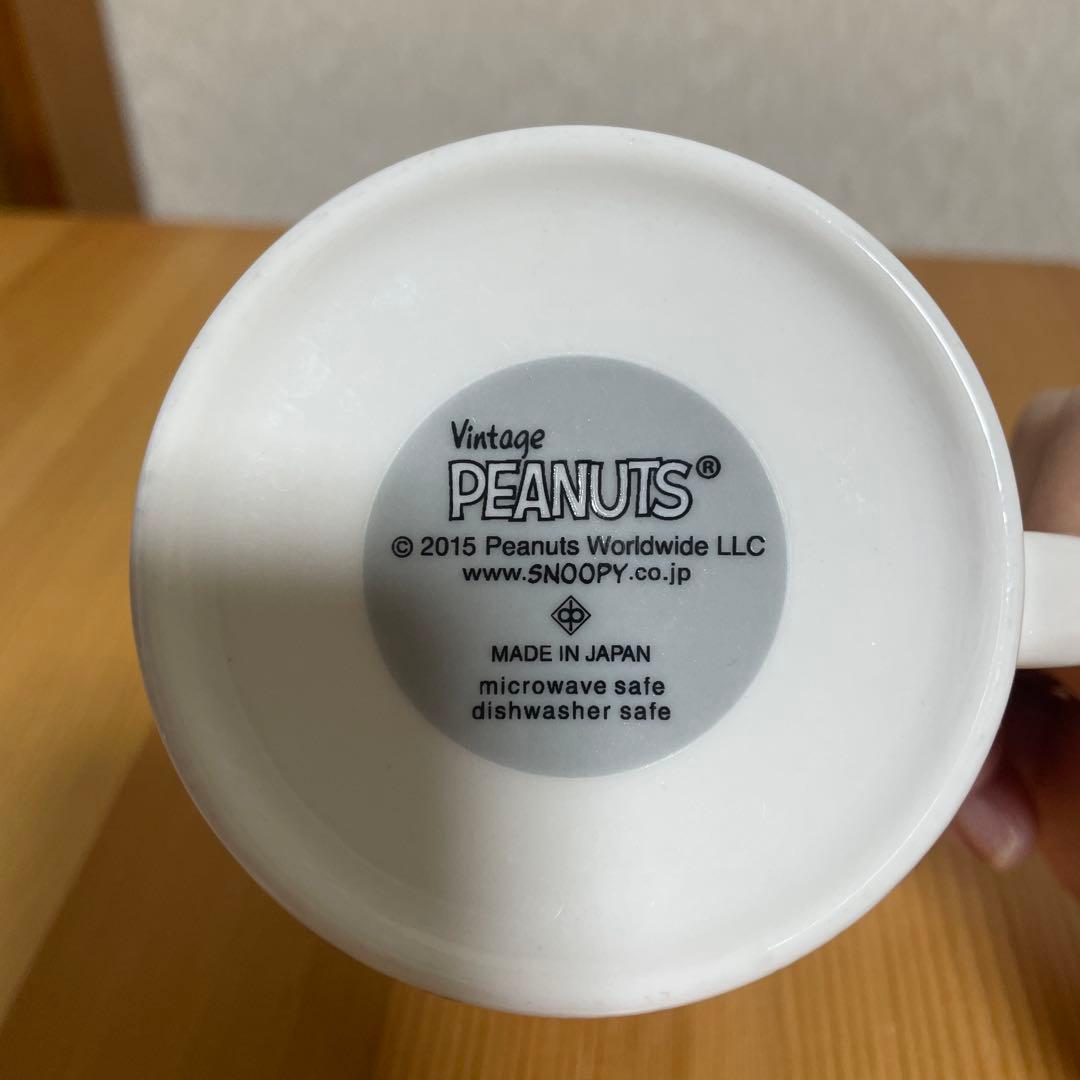 Vintage
PEANUTS®
© 2015 Peanuts Worldwide LLC
www.SNOOPY.co.jp
MADE IN JAPAN
microwave safe
dishwasher safe